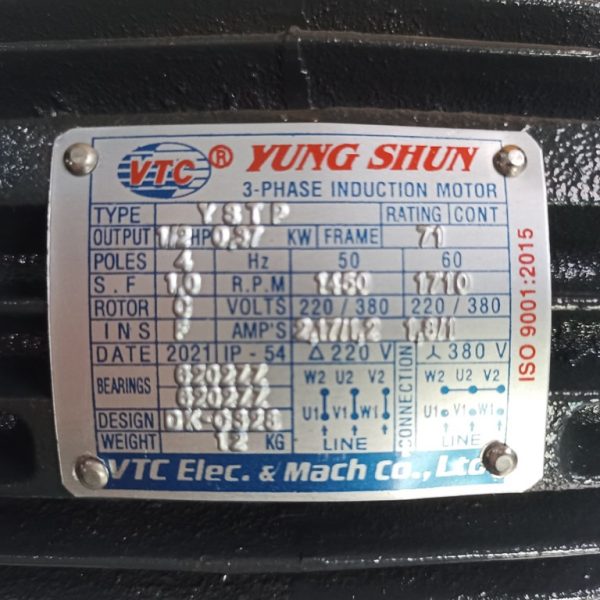 VTC ® YUNG SHUN
3-PHASE INDUCTION MOTOR
TYPE YSTP RATING CONT
OUTPUT 1/2 HP 0,37 KW FRAME 71
POLES 4 Hz 50 60
S.F 1,0 R.P.M 1450 1710
ROTOR VOLTS 220 / 380 220 / 380
INS F AMP'S 2,17/1,2 1,8/1
DATE 2021 IP - 54 △ 220 V 人 380 V
BEARINGS 6202ZZ W2 U2 V2 W2 U2 V2
6202ZZ U1 V1 W1 CONNECTION U1 V1 W1
DESIGN
WEIGHT 12 KG LINE LINE
VTC Elec. & Mach Co., Ltd.
ISO 9001:2015